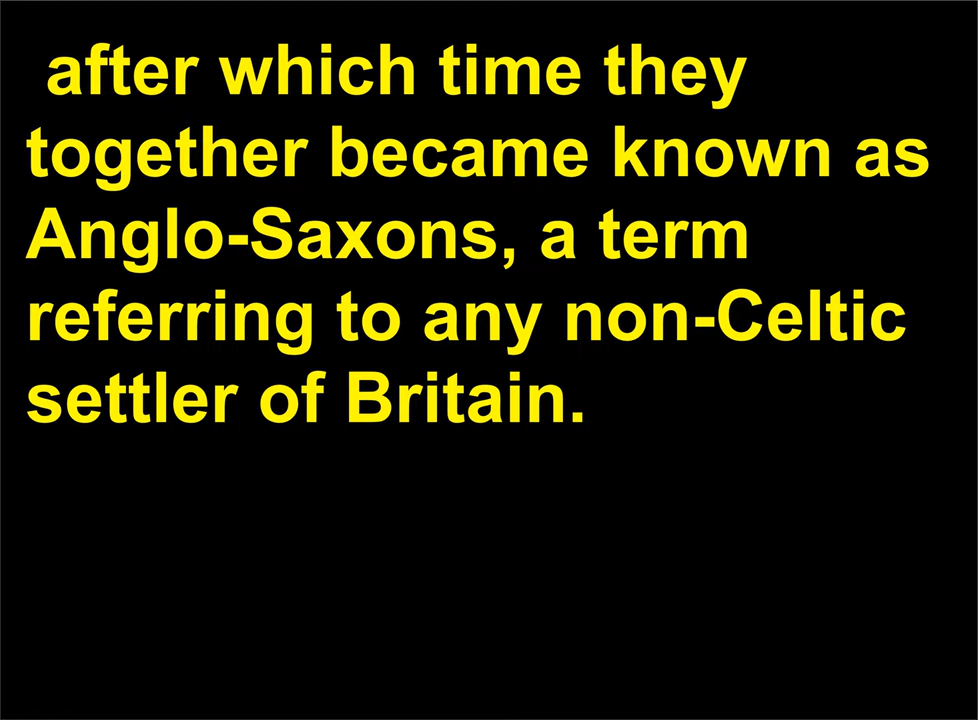 after which time they
together became known as
Anglo-Saxons, a term
referring to any non-Celtic
settler of Britain.